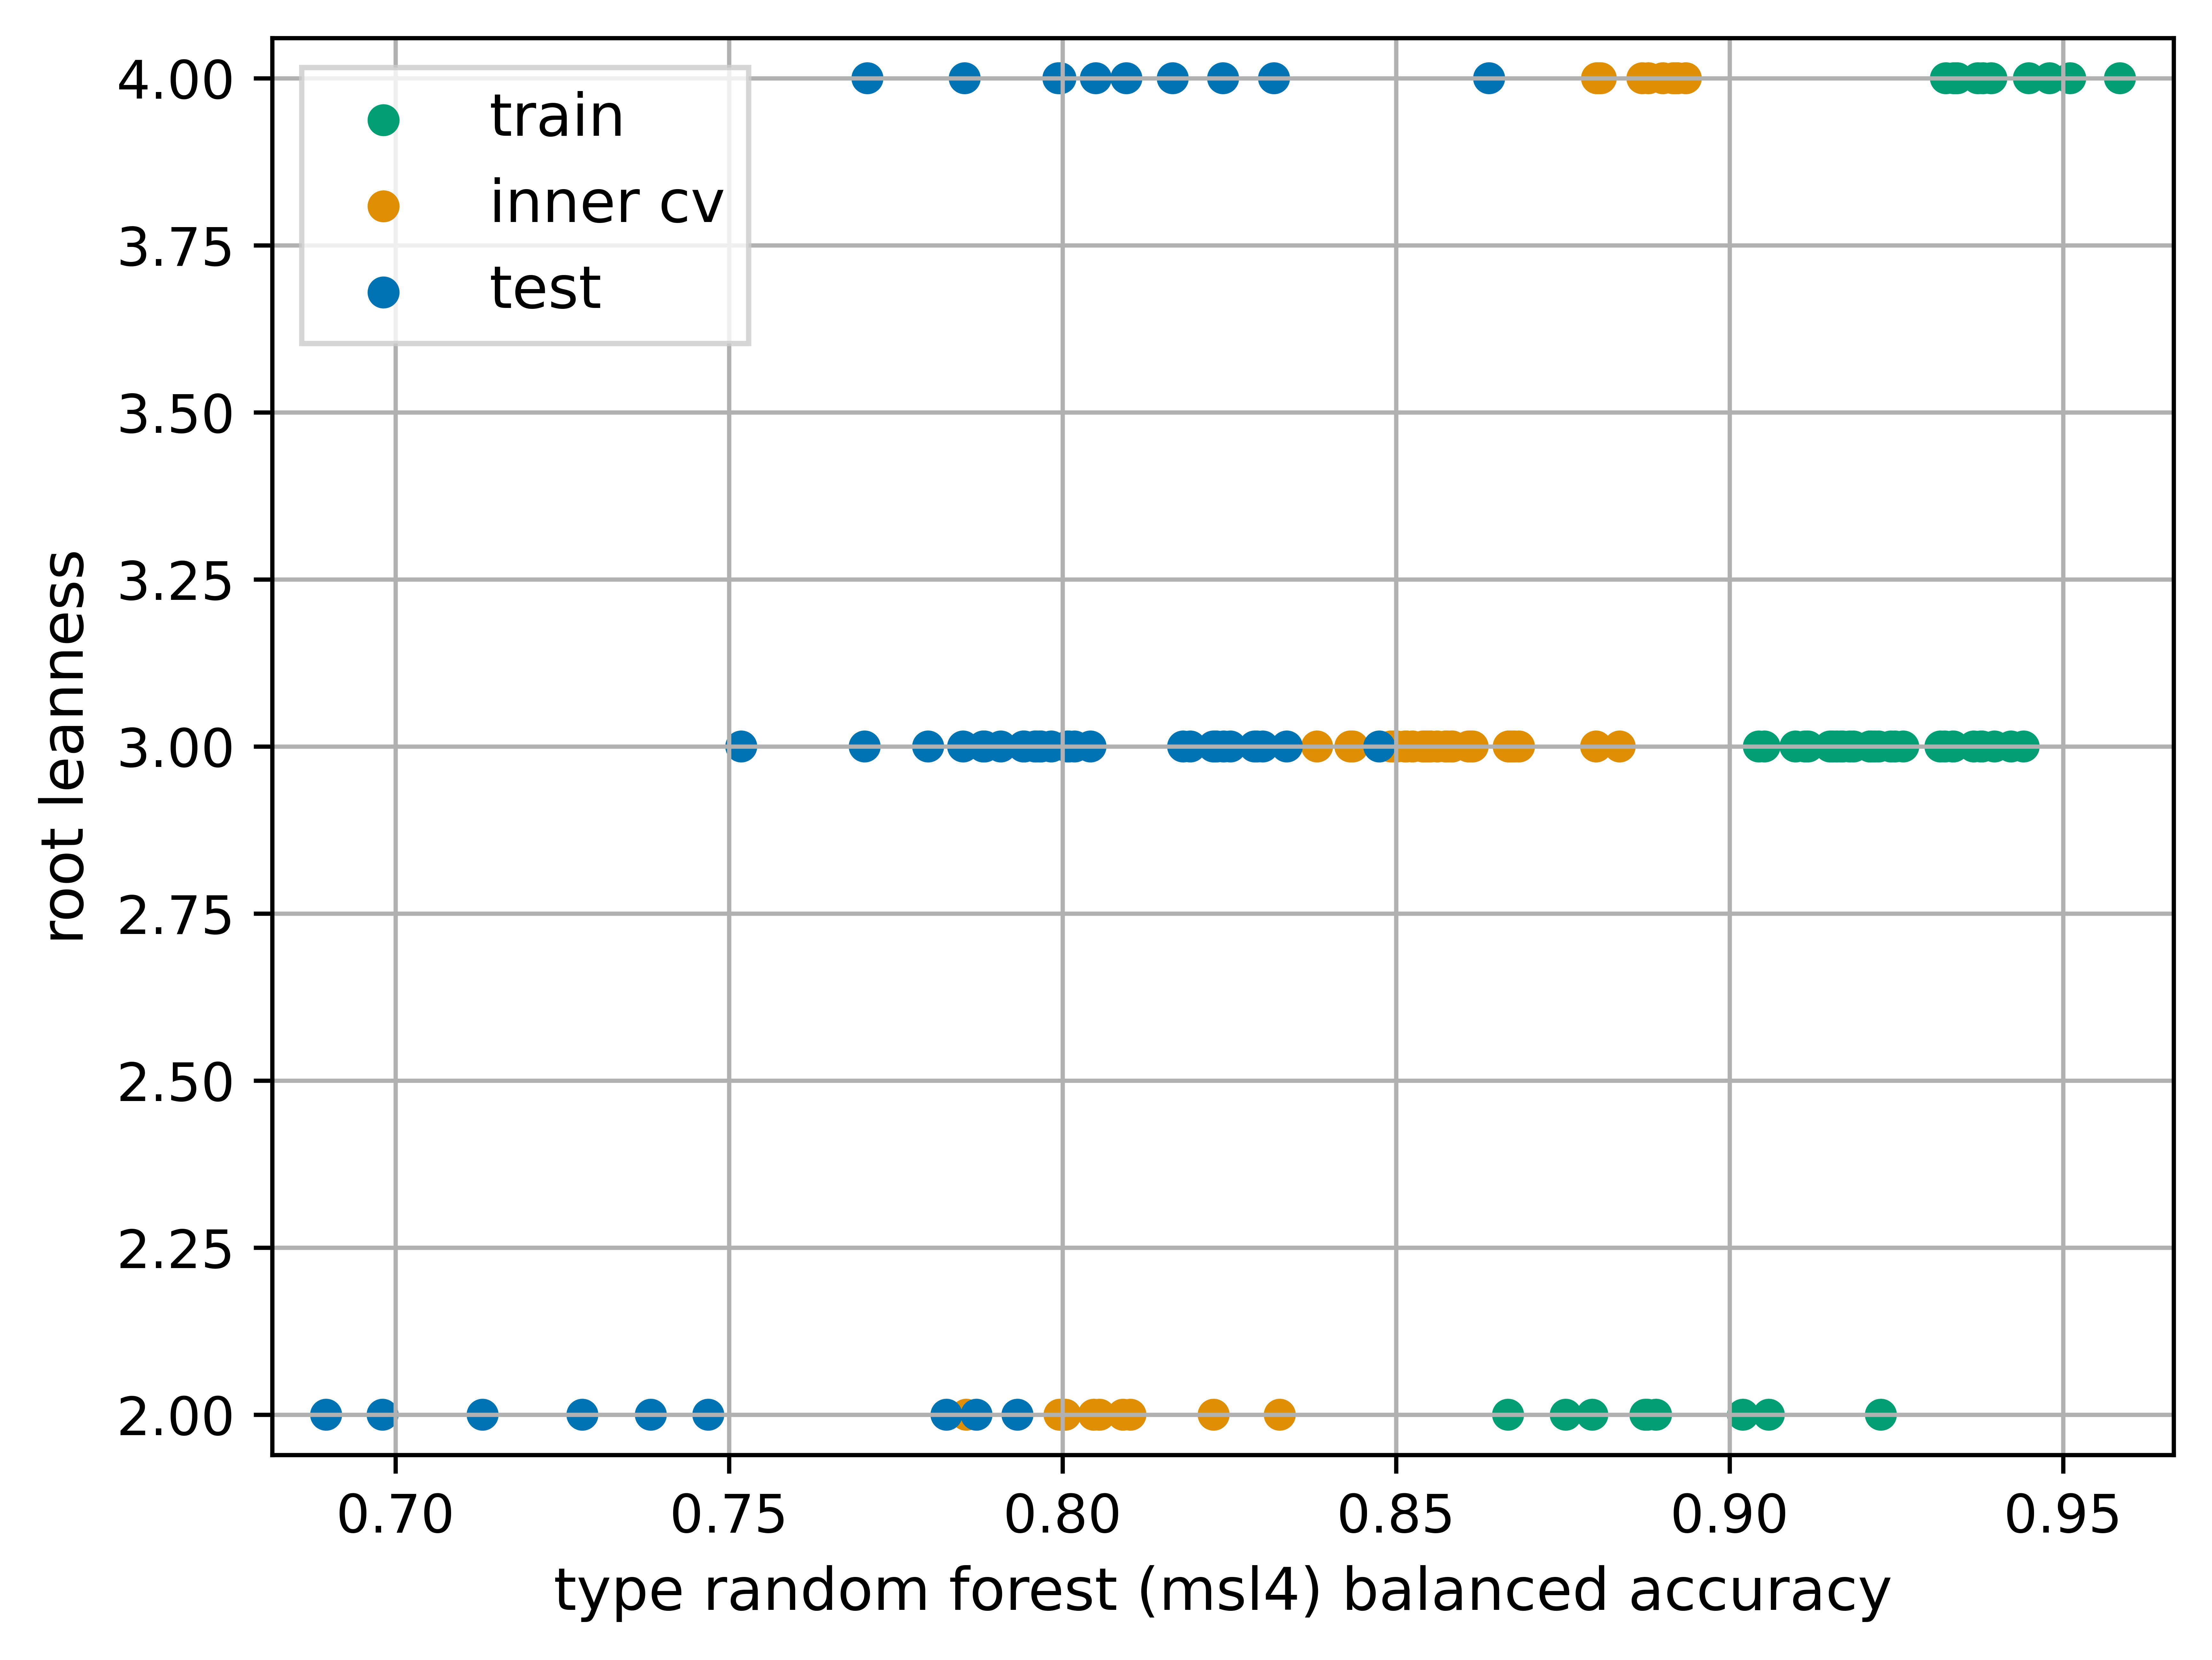 train
inner cv
test
4.00
3.75
3.50
3.25
3.00
2.75
2.50
2.25
2.00
root leanness
0.70 0.75 0.80 0.85 0.90 0.95
type random forest (msl4) balanced accuracy